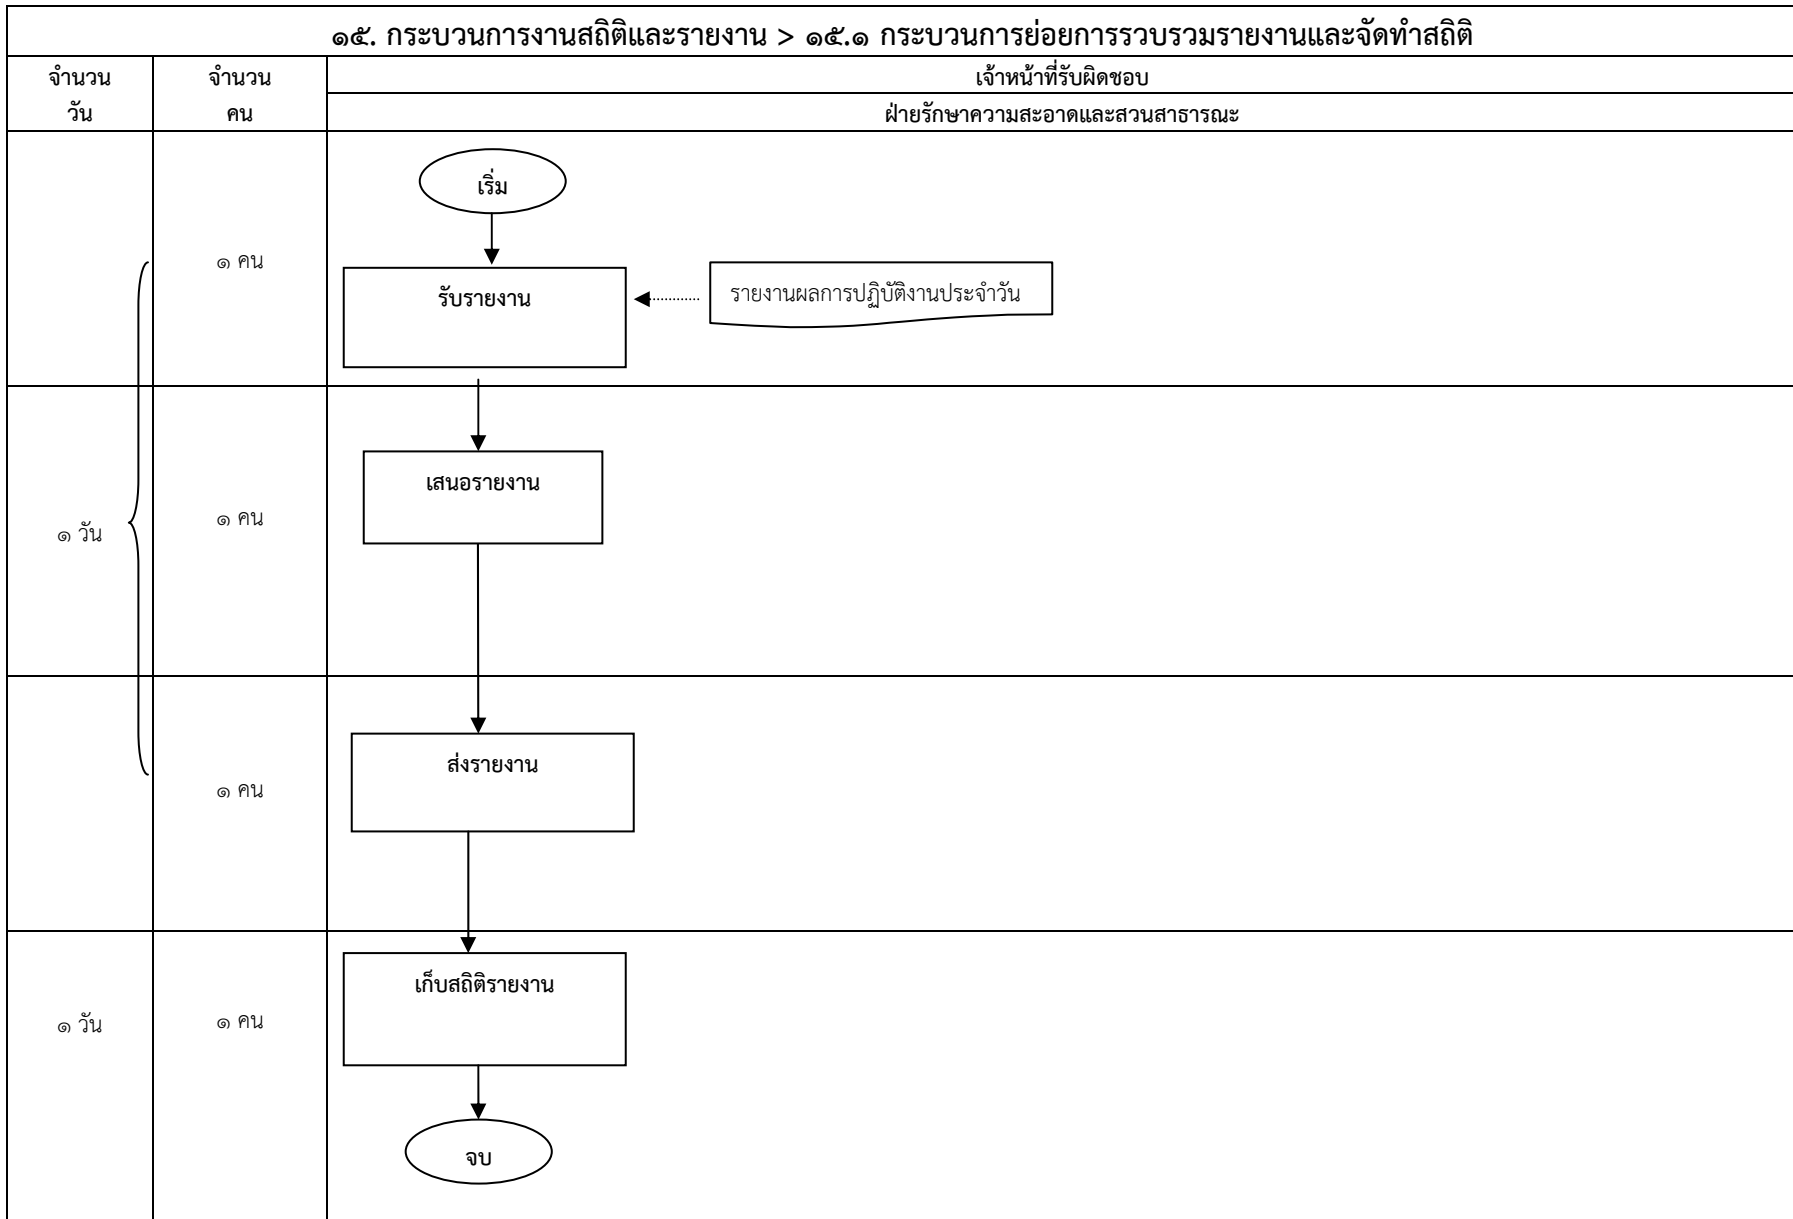 ๑๕. กระบวนการงานสถิติและรายงาน > ๑๕.๑ กระบวนการย่อยการรวบรวมรายงานและจัดทำสถิติ
จำนวน
วัน
จำนวน
คน
เจ้าหน้าที่รับผิดชอบ
ฝ่ายรักษาความสะอาดและสวนสาธารณะ
เริ่ม
๑ คน
รับรายงาน
รายงานผลการปฏิบัติงานประจำวัน
เสนอรายงาน
๑ วัน
๑ คน
ส่งรายงาน
๑ คน
เก็บสถิติรายงาน
๑ วัน
๑ คน
จบ